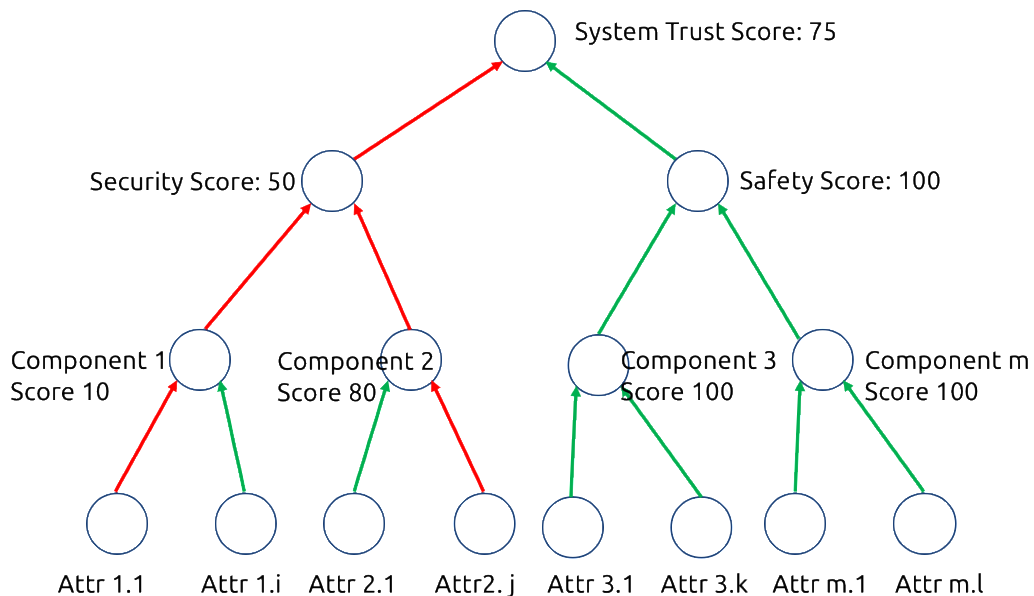 System Trust Score: 75
Security Score: 50
Safety Score: 100
Component 1
Score 10
Component 2
Score 80
Component 3
Score 100
Component m
Score 100
Attr 1.1
Attr 1.i
Attr 2.1
Attr2. j
Attr 3.1
Attr 3.k
Attr m.1
Attr m.l